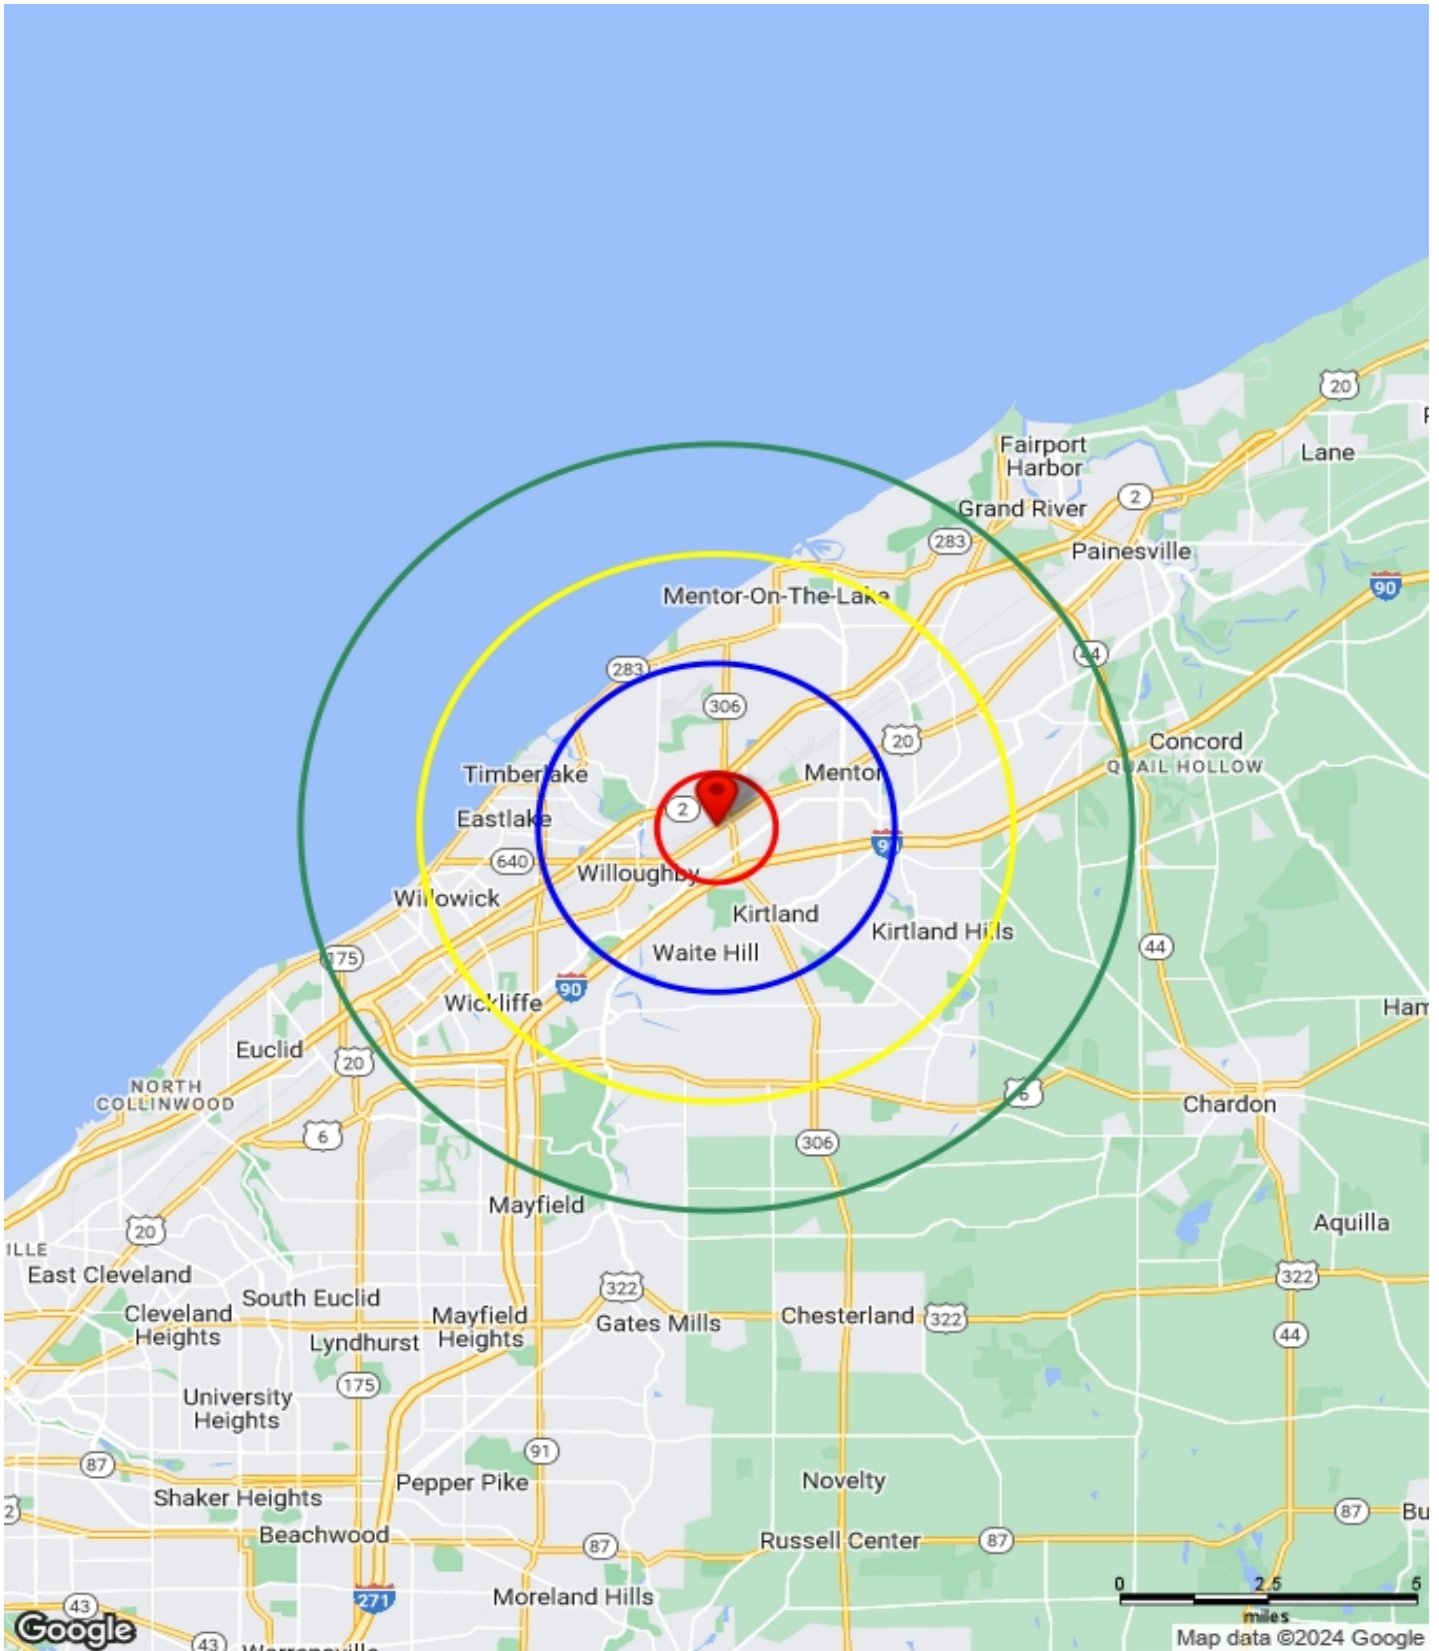 20
Lane
Fairport
Harbor
2
Grand River
283
Painesville
90
Mentor-On-The-Lake
44
283
306
20
Concord
QUAIL HOLLOW
Timberlake
Mentor
2
Eastlake
90
640
Willoughby
Willowick
Kirtland
Kirtland Hills
44
Waite Hill
175
90
Wickliffe
Ham
Euclid
20
NORTH
COLLINWOOD
6
Chardon
6
306
Mayfield
20
Aquilla
ILLE
East Cleveland
322
322
South Euclid
Cleveland
Heights
Mayfield
Heights
Gates Mills
Chesterland
322
Lyndhurst
44
175
University
Heights
91
87
Pepper Pike
Novelty
Shaker Heights
2
87
Bu
Beachwood
87
Russell Center
87
271
Moreland Hills
0 2.5 5
miles
43
Google
43
Map data ©2024 Google